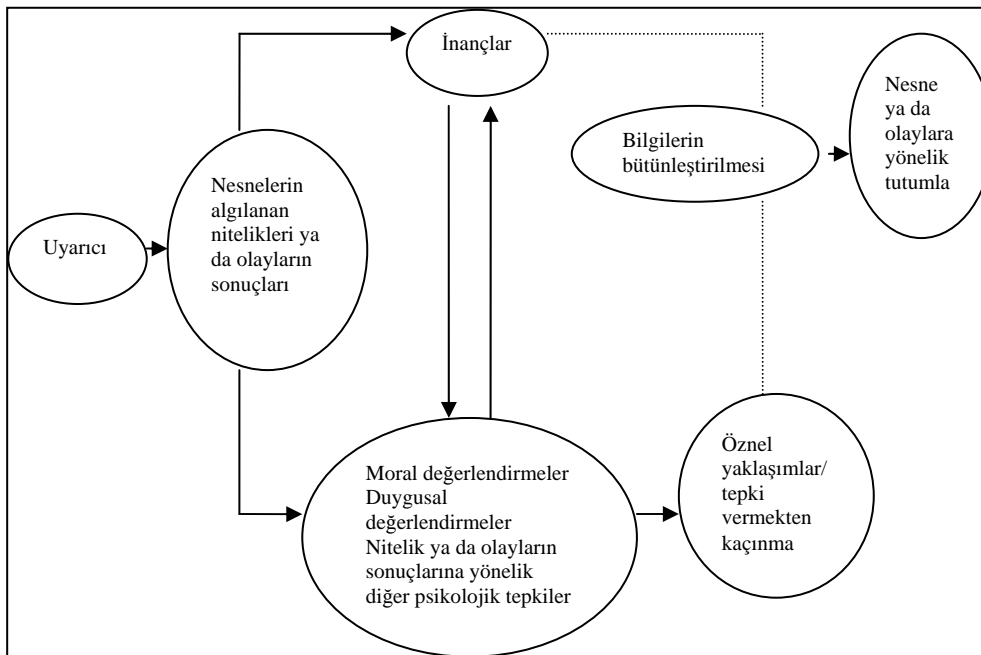 Uyarıcı
Nesnelerin
algılanan
nitelikleri ya
da olayların
sonuçları
İnançlar
Moral değerlendirmeler
Duygusal
değerlendirmeler
Nitelik ya da olayların
sonuçlarına yönelik
diğer psikolojik tepkiler
Bilgilerin
bütünleştirilmesi
Öznel
yaklaşımlar/
tepki
vermekten
kaçınma
Nesne
ya da
olaylara
yönelik
tutumla